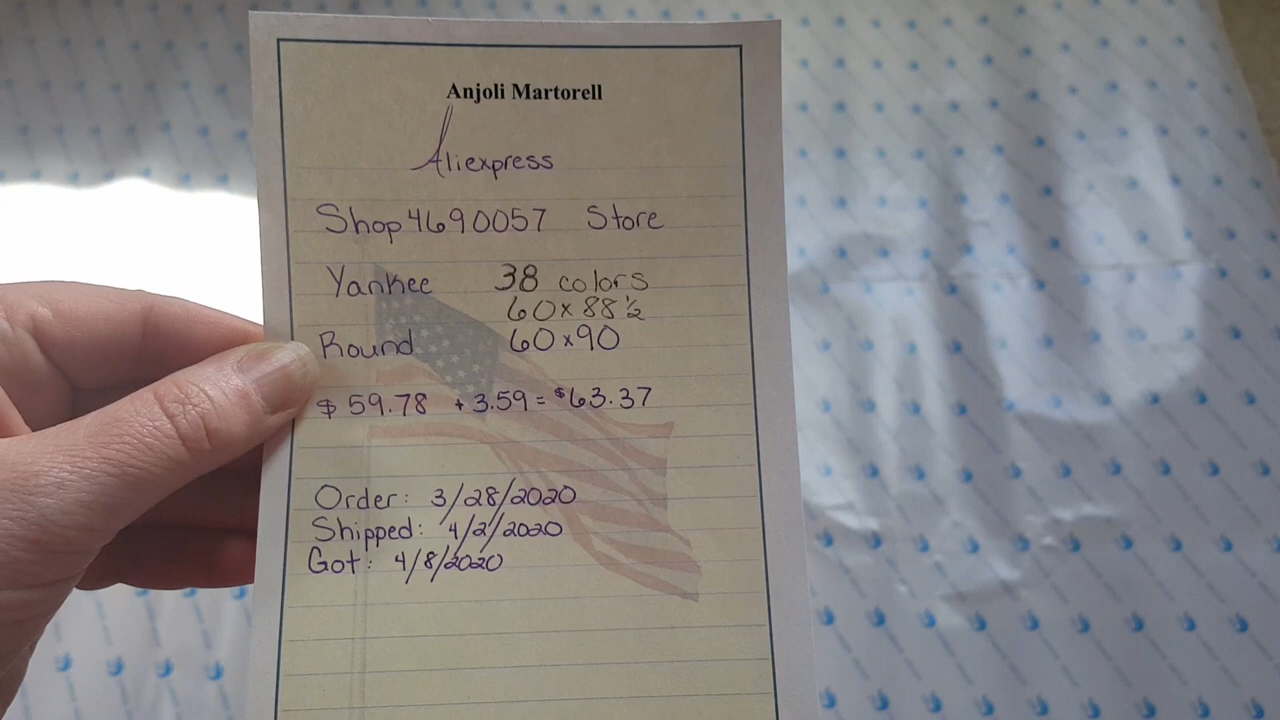 Anjoli Martorell
Aliexpress
Shop4690057 Store
Yankee 38 colors
60x88½
Round 60x90
$59.78 + 3.59 = $63.37
Order: 3/28/2020
Shipped: 4/2/2020
Got: 4/8/2020